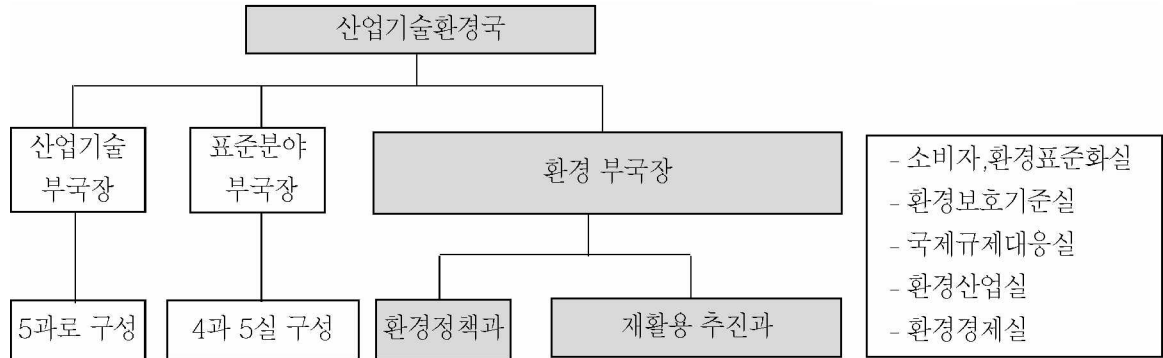 산업기술환경국
산업기술
부국장
표준분야
부국장
환경 부국장
5과로 구성
4과 5실 구성
환경정책과
재활용 추진과
- 소비자,환경표준화실
- 환경보호기준실
- 국제규제대응실
- 환경산업실
- 환경경제실